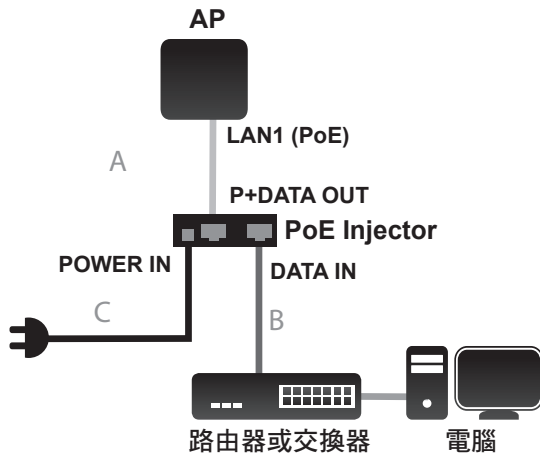 AP
LAN1 (PoE)
A
P+DATA OUT
PoE Injector
POWER IN
DATA IN
C
B
路由器或交換器
電腦